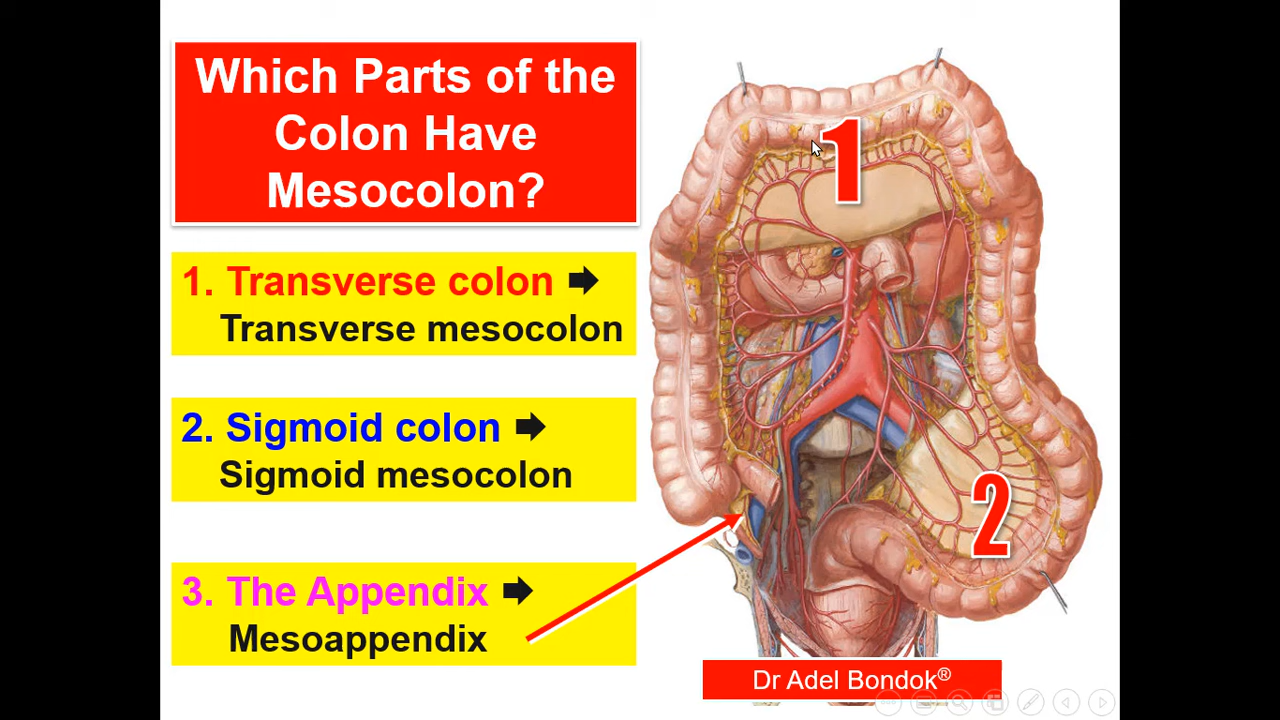 Which Parts of the
Colon Have
Mesocolon?
1. Transverse colon 🡆
Transverse mesocolon
2. Sigmoid colon 🡆
Sigmoid mesocolon
3. The Appendix 🡆
Mesoappendix
1
2
Dr Adel Bondok®